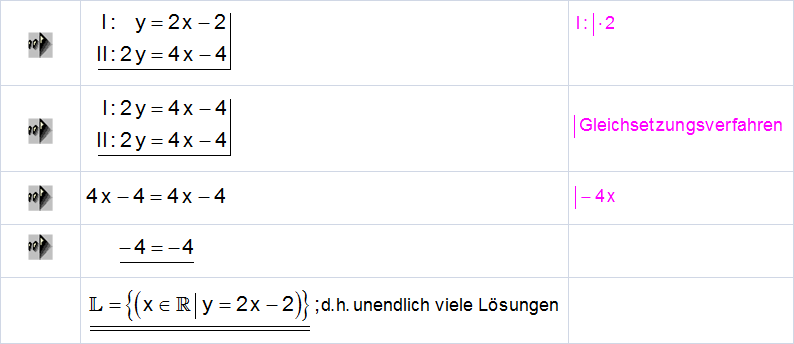 I: y = 2x − 2
I: | · 2
II: 2y = 4x − 4
I: 2y = 4x − 4
II: 2y = 4x − 4
| Gleichsetzungsverfahren
4x − 4 = 4x − 4
| − 4x
−4 = −4
𝕃 = {(x ∈ ℝ | y = 2x − 2)} ; d.h. unendlich viele Lösungen